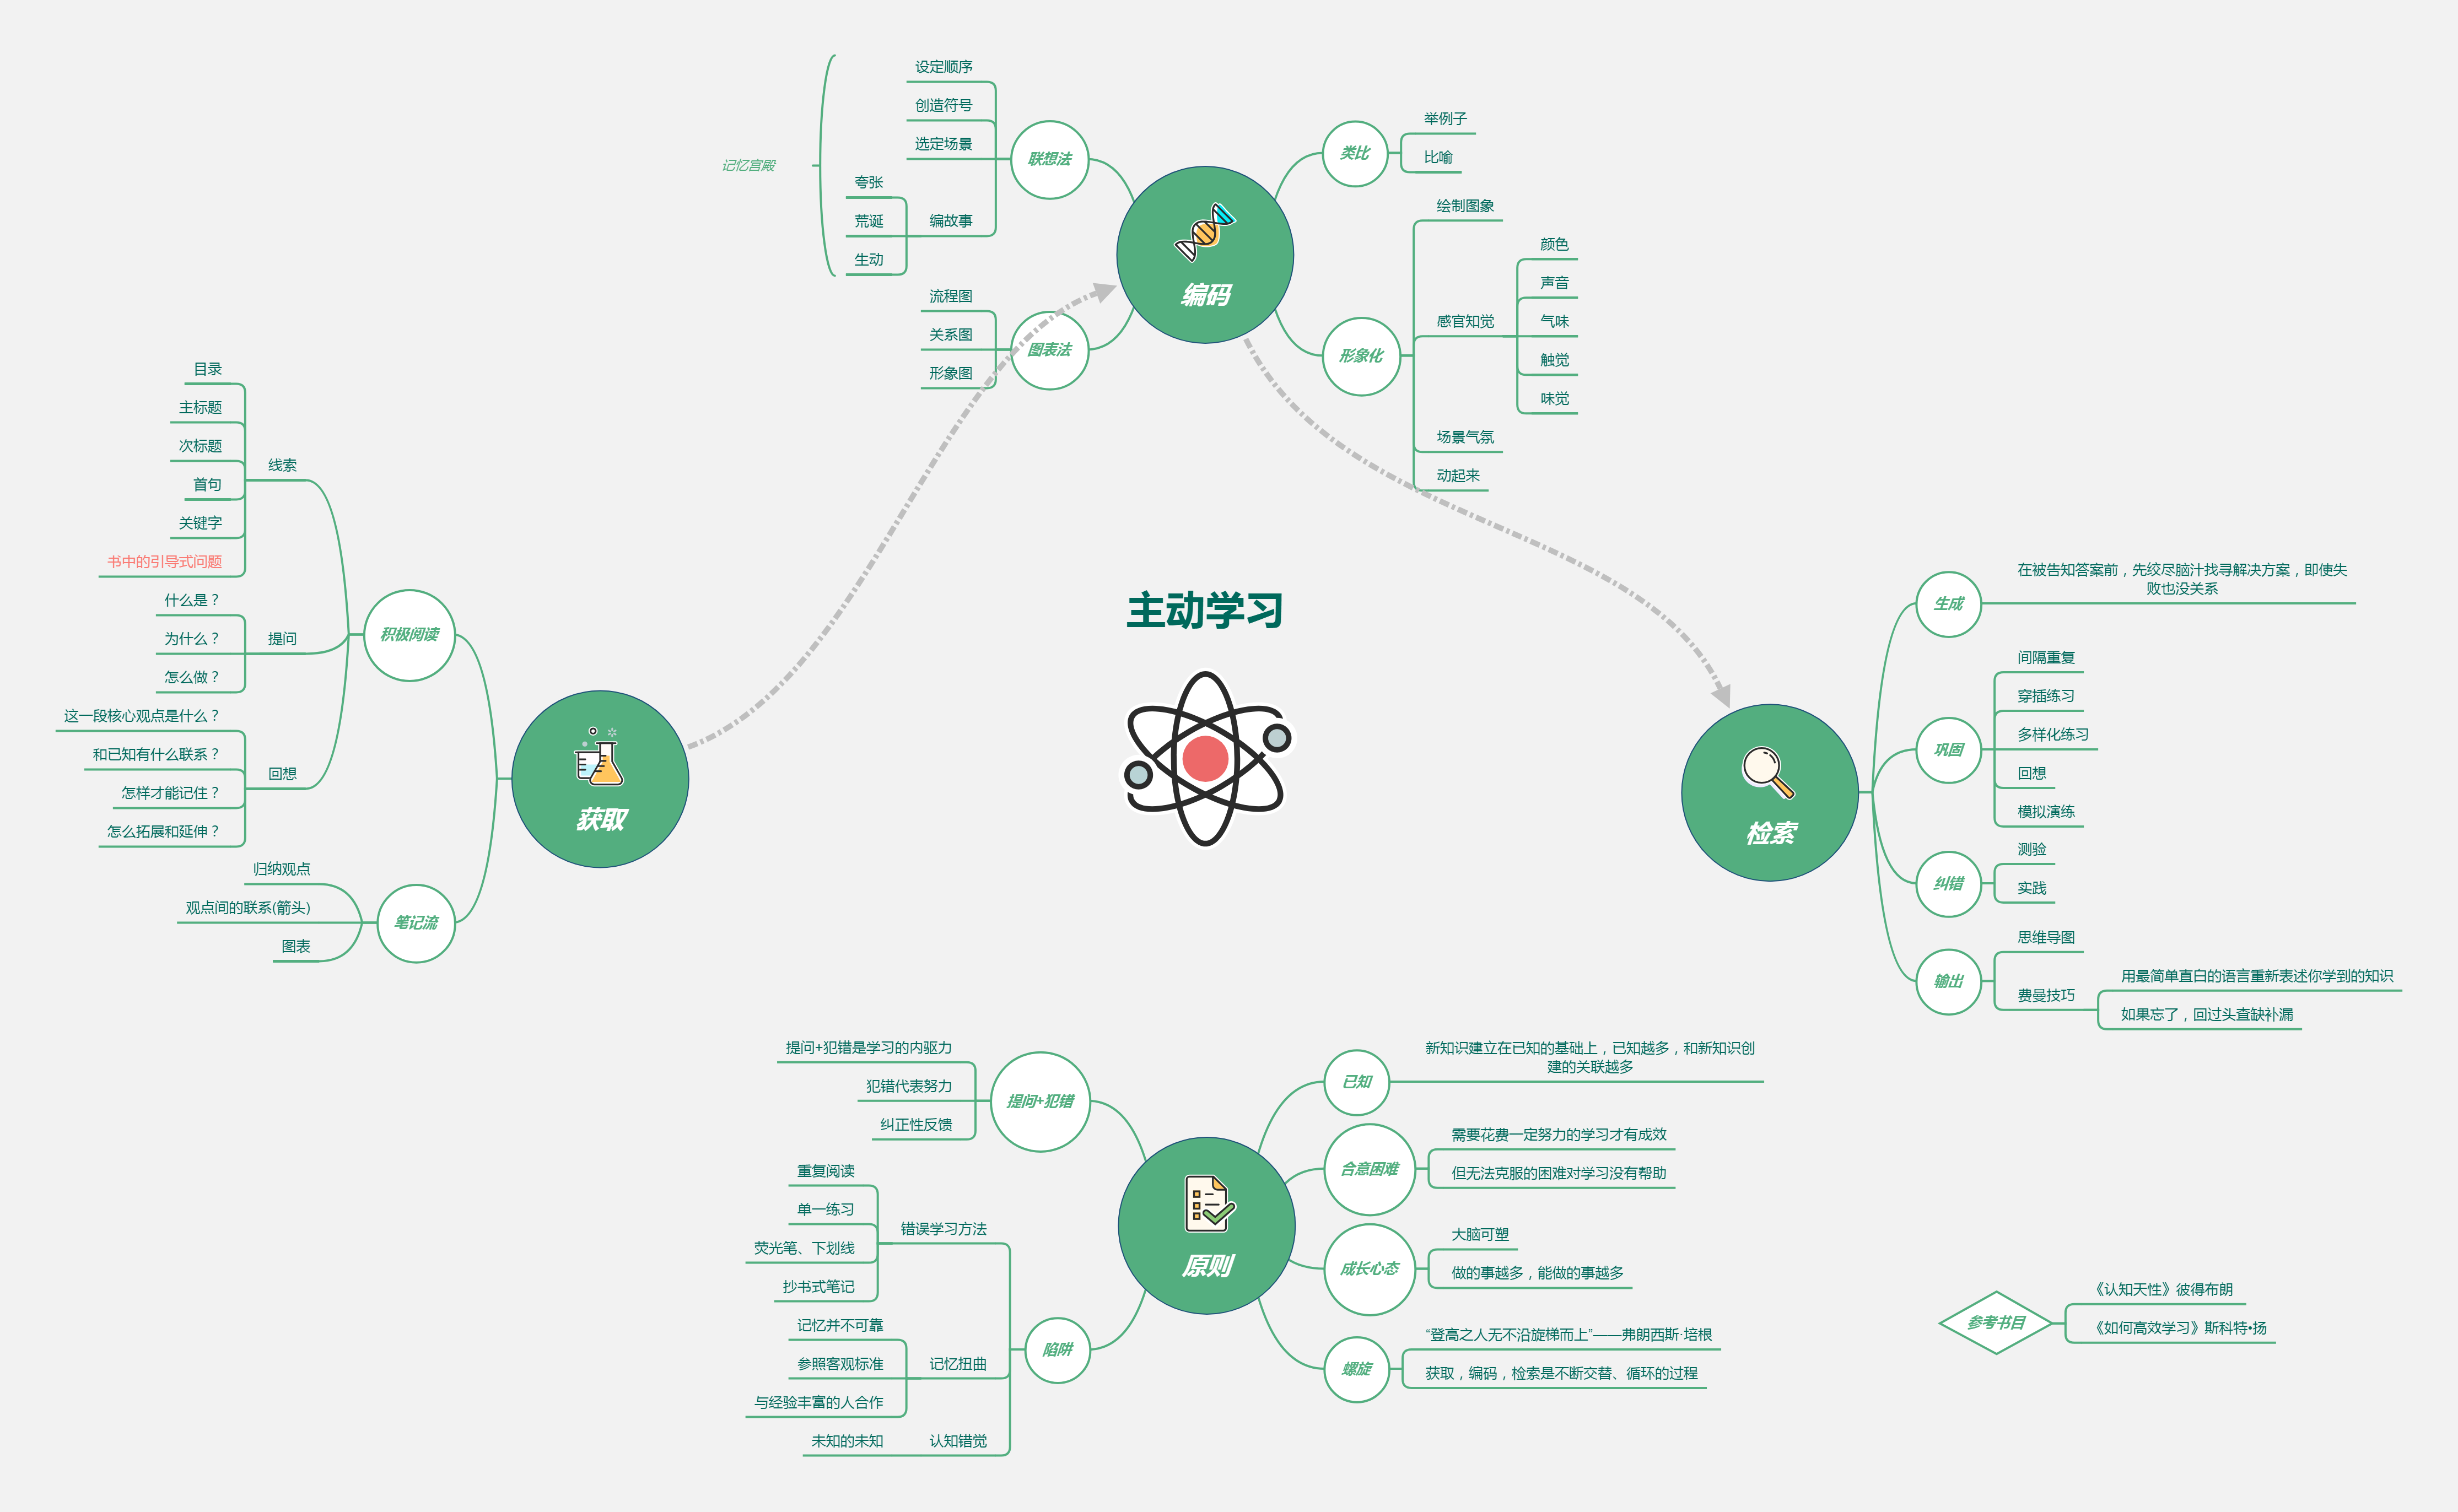 主动学习
获取
积极阅读
线索
目录
主标题
次标题
首句
关键字
书中的引导式问题
提问
什么是？
为什么？
怎么做？
回想
这一段核心观点是什么？
和已知有什么联系？
怎样才能记住？
怎么拓展和延伸？
笔记流
归纳观点
观点间的联系(箭头)
图表
编码
联想法
设定顺序
创造符号
选定场景
编故事
夸张
荒诞
生动
记忆宫殿
图表法
流程图
关系图
形象图
类比
举例子
比喻
形象化
绘制图象
感官知觉
颜色
声音
气味
触觉
味觉
场景气氛
动起来
检索
生成
在被告知答案前，先绞尽脑汁找寻解决方案，即使失
败也没关系
巩固
间隔重复
穿插练习
多样化练习
回想
模拟演练
纠错
测验
实践
输出
思维导图
费曼技巧
用最简单直白的语言重新表述你学到的知识
如果忘了，回过头查缺补漏
原则
提问+犯错
提问+犯错是学习的内驱力
犯错代表努力
纠正性反馈
陷阱
错误学习方法
重复阅读
单一练习
荧光笔、下划线
抄书式笔记
记忆扭曲
记忆并不可靠
参照客观标准
与经验丰富的人合作
认知错觉
未知的未知
已知
新知识建立在已知的基础上，已知越多，和新知识创
建的关联越多
合意困难
需要花费一定努力的学习才有成效
但无法克服的困难对学习没有帮助
成长心态
大脑可塑
做的事越多，能做的事越多
螺旋
“登高之人无不沿旋梯而上”——弗朗西斯·培根
获取，编码，检索是不断交替、循环的过程
参考书目
《认知天性》彼得布朗
《如何高效学习》斯科特•扬